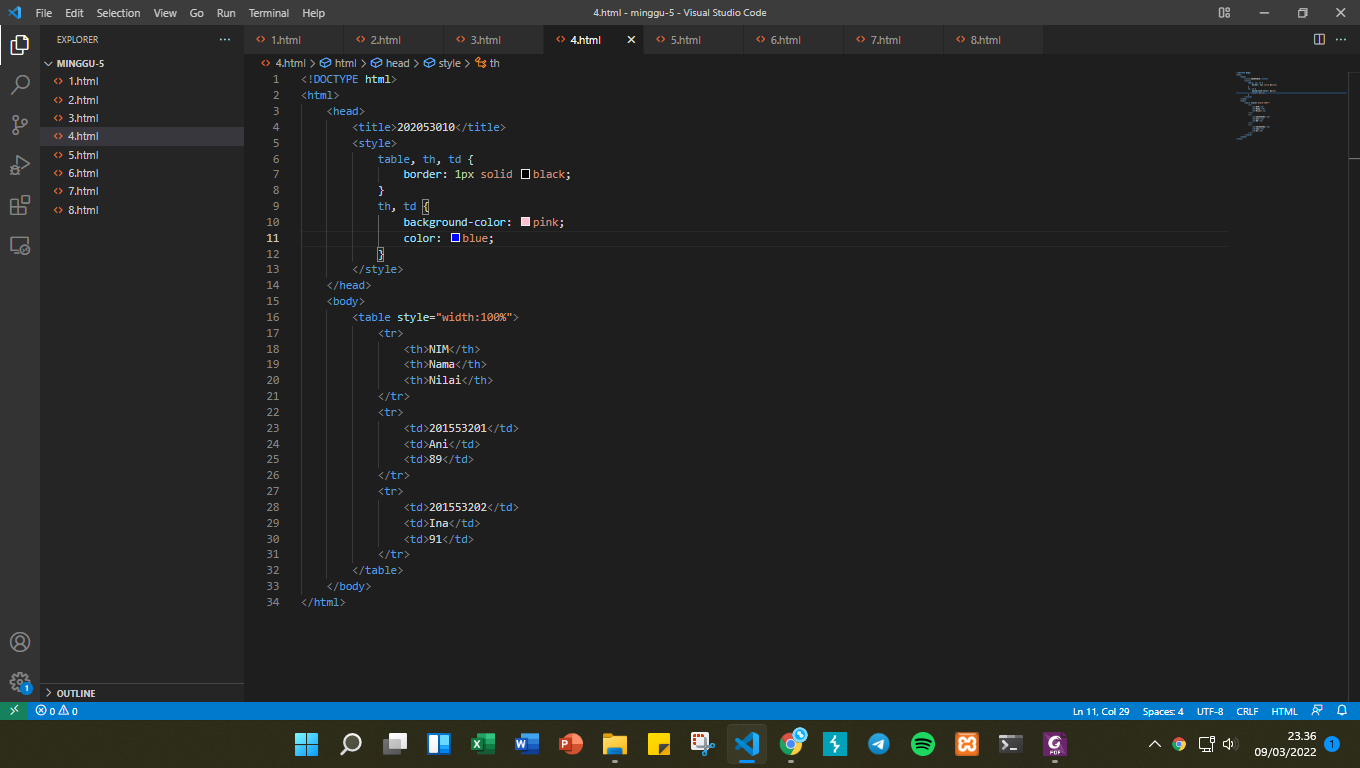 File Edit Selection View Go Run Terminal Help
4.html - minggu-5 - Visual Studio Code
EXPLORER
1.html 2.html 3.html 4.html 5.html 6.html 7.html 8.html
MINGGU-5
1.html
2.html
3.html
4.html
5.html
6.html
7.html
8.html
4.html > html > head > style > th
1 <!DOCTYPE html>
2 <html>
3 <head>
4 <title>202053010</title>
5 <style>
6 table, th, td {
7 border: 1px solid black;
8 }
9 th, td {
10 background-color: pink;
11 color: blue;
12 }
13 </style>
14 </head>
15 <body>
16 <table style="width:100%">
17 <tr>
18 <th>NIM</th>
19 <th>Nama</th>
20 <th>Nilai</th>
21 </tr>
22 <tr>
23 <td>201553201</td>
24 <td>Ani</td>
25 <td>89</td>
26 </tr>
27 <tr>
28 <td>201553202</td>
29 <td>Ina</td>
30 <td>91</td>
31 </tr>
32 </table>
33 </body>
34 </html>
1
OUTLINE
0 0
Ln 11, Col 29 Spaces: 4 UTF-8 CRLF HTML
23.36
09/03/2022
1